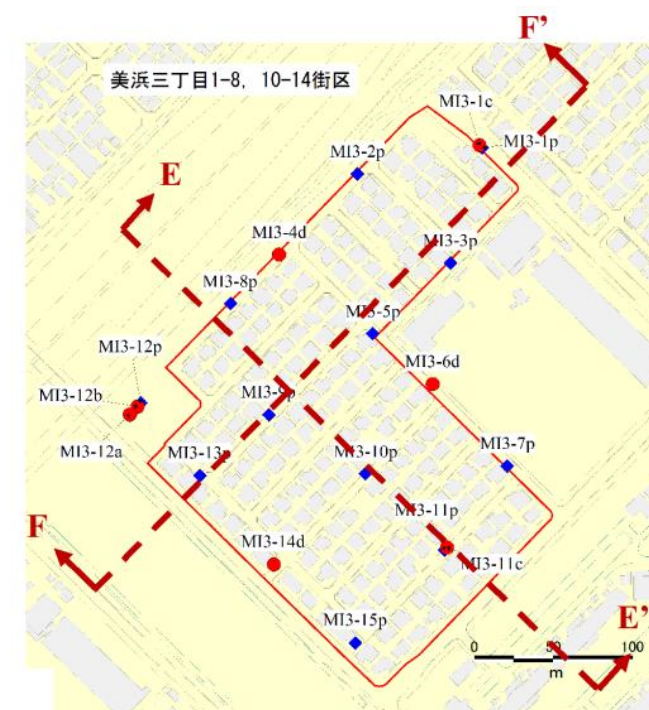 F'
美浜三丁目1-8, 10-14街区
MI3-1c
MI3-1p
MI3-2p
E
MI3-3p
MI3-4d
MI3-8p
MI3-5p
MI3-12p
MI3-6d
MI3-12b
MI3-9p
MI3-12a
MI3-13p
MI3-10p
MI3-7p
F
MI3-11p
MI3-14d
MI3-11c
MI3-15p
E'
0 50 100
m